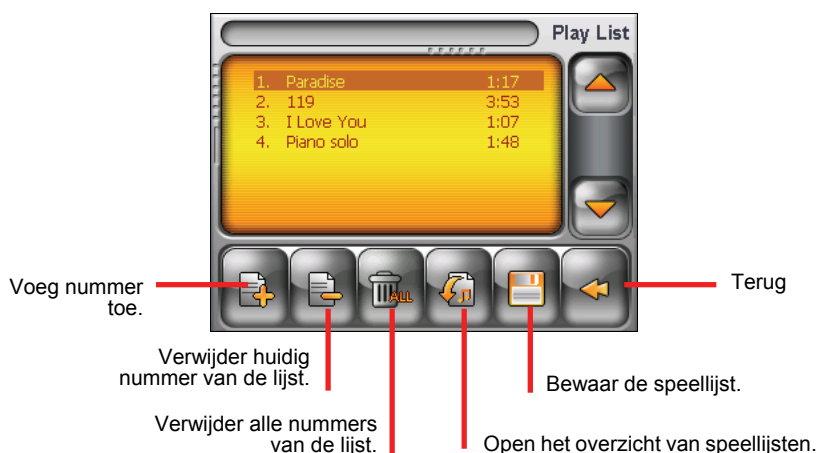 Play List
1. Paradise 1:17
2. 119 3:53
3. I Love You 1:07
4. Piano solo 1:48
ALL
Voeg nummer
toe.
Terug
Verwijder huidig
nummer van de lijst.
Bewaar de speellijst.
Verwijder alle nummers
van de lijst.
Open het overzicht van speellijsten.